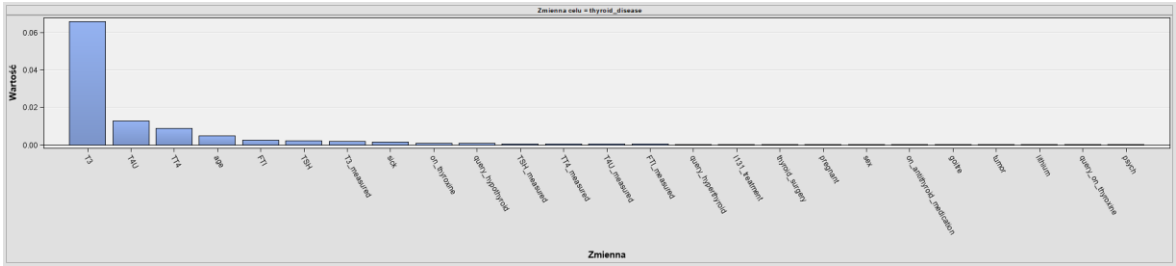 Zmienna celu = thyroid_disease
Wartość
0.06
0.04
0.02
0.00
T3
T4U
TT4
age
FTI
TSH
T3_measured
sick
on_thyroxine
query_hypothyroid
TSH_measured
TT4_measured
T4U_measured
FTI_measured
query_hyperthyroid
I131_treatment
thyroid_surgery
pregnant
sex
on_antithyroid_medication
goitre
tumor
lithium
query_on_thyroxine
psych
Zmienna